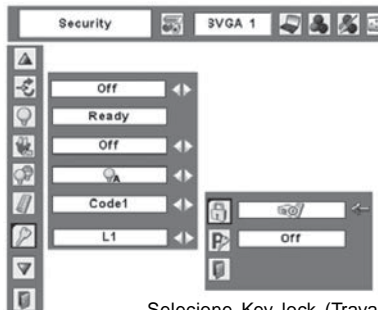 Security
SVGA 1
Off
Ready
Off
A
Code1
L1
P
Off
Selecione Key lock (Trava